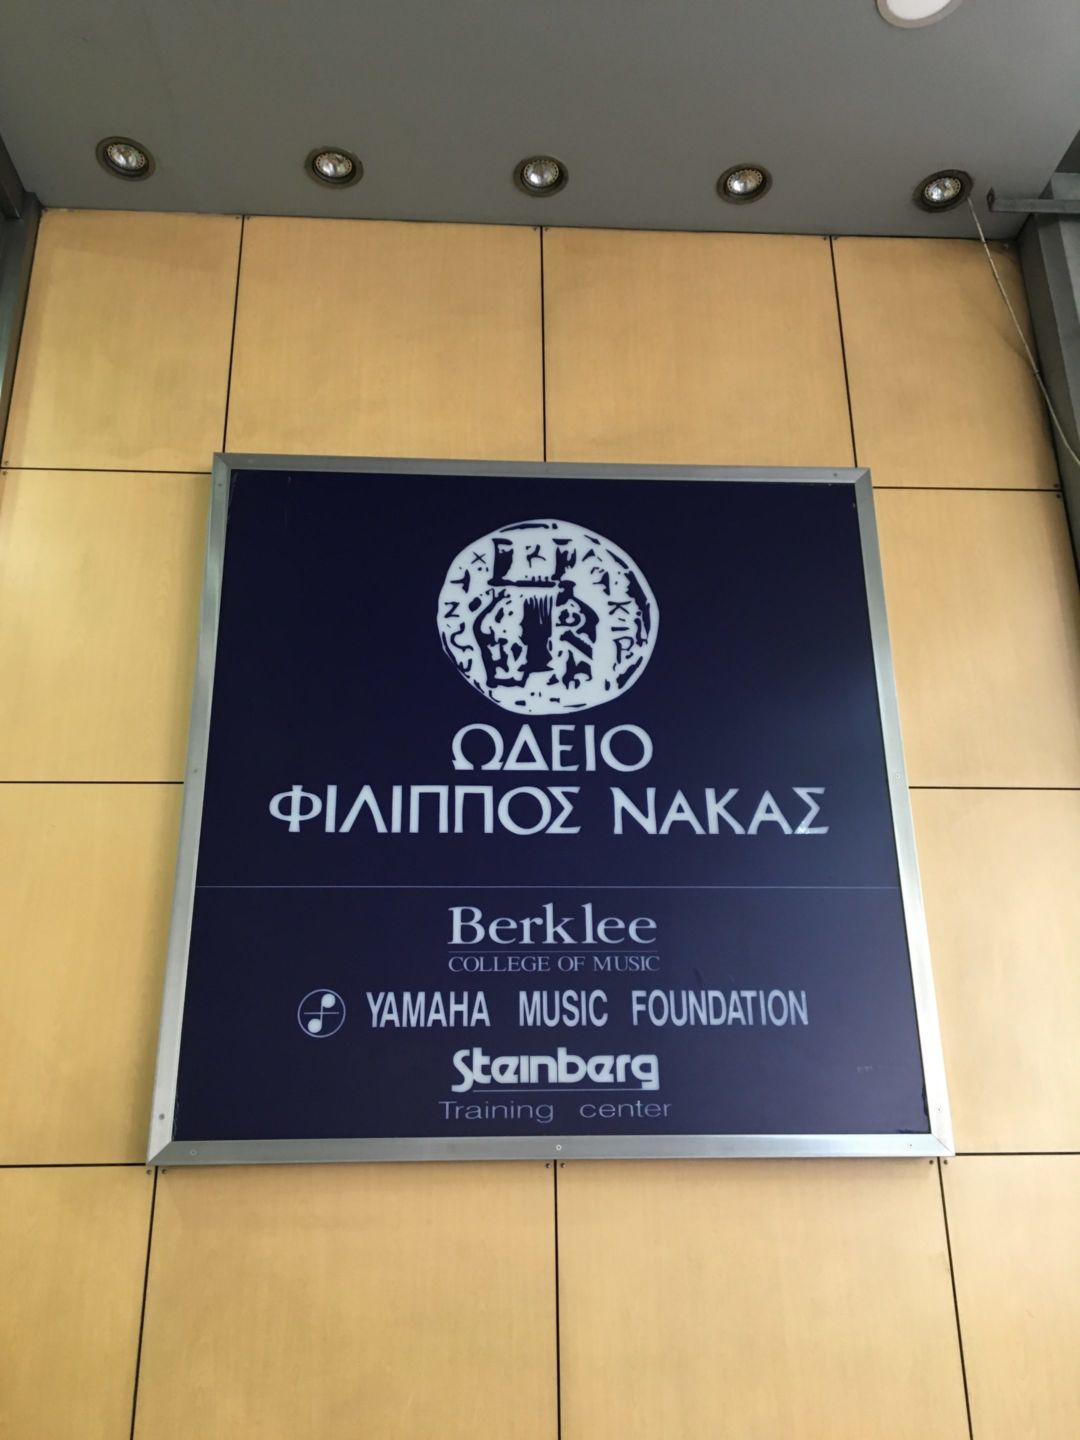 ΩΔΕΙΟ
ΦΙΛΙΠΠΟΣ ΝΑΚΑΣ
Berklee
COLLEGE OF MUSIC
YAMAHA MUSIC FOUNDATION
Steinberg
Training center